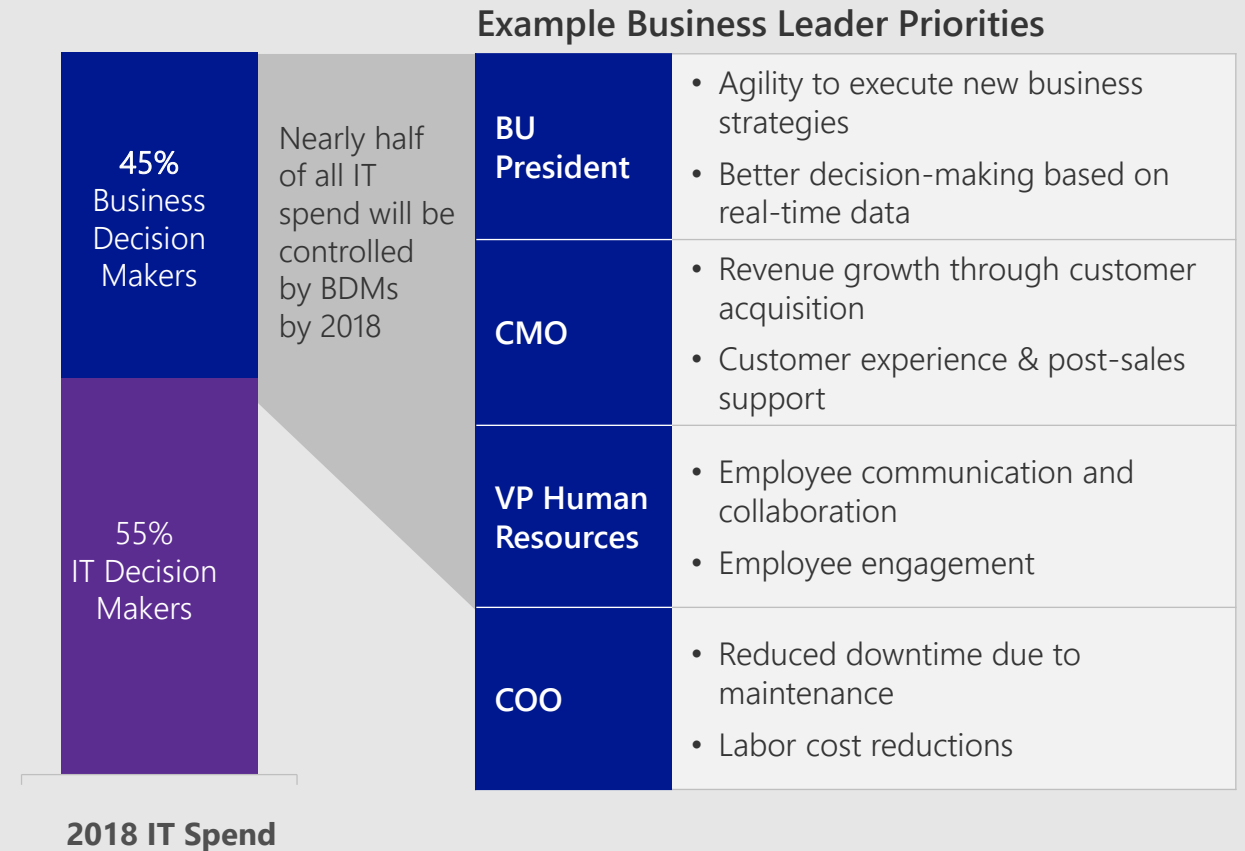 Example Business Leader Priorities
45%
Business
Decision
Makers
55%
IT Decision
Makers
2018 IT Spend
Nearly half
of all IT
spend will be
controlled
by BDMs
by 2018
BU
President
• Agility to execute new business
strategies
• Better decision-making based on
real-time data
CMO
• Revenue growth through customer
acquisition
• Customer experience & post-sales
support
VP Human
Resources
• Employee communication and
collaboration
• Employee engagement
COO
• Reduced downtime due to
maintenance
• Labor cost reductions